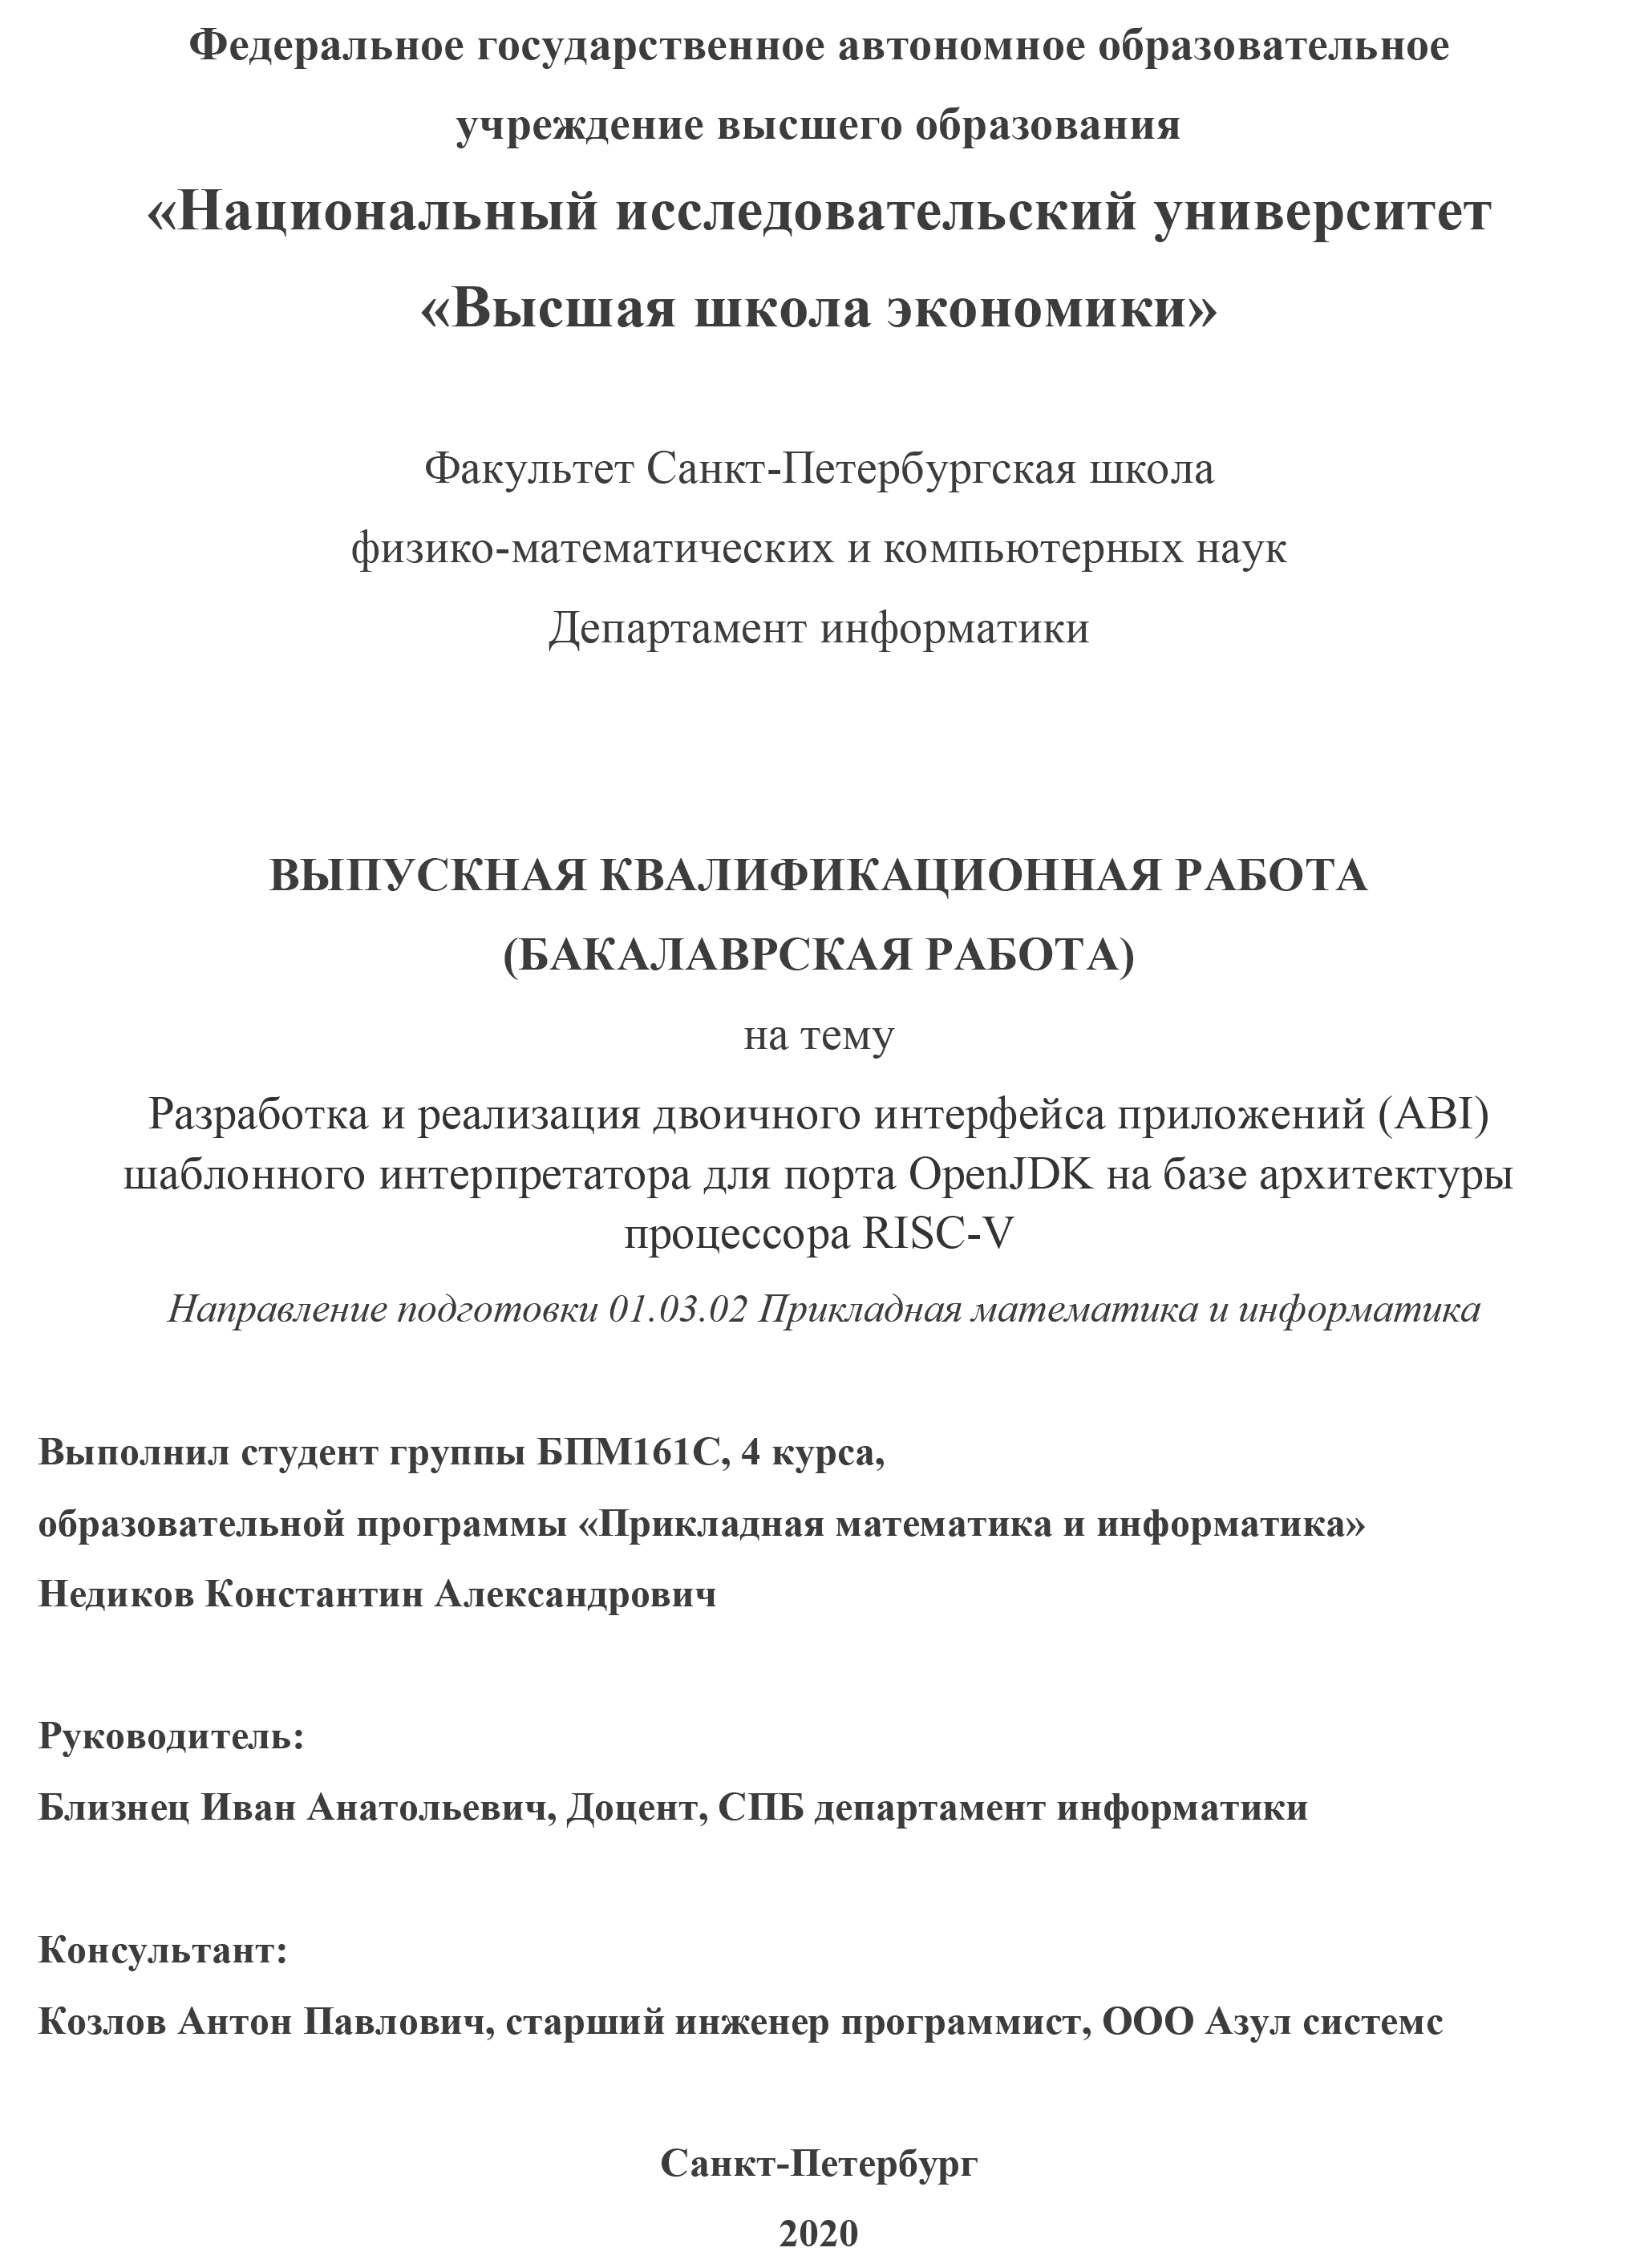 Федеральное государственное автономное образовательное
учреждение высшего образования
«Национальный исследовательский университет
«Высшая школа экономики»
Факультет Санкт-Петербургская школа
физико-математических и компьютерных наук
Департамент информатики
ВЫПУСКНАЯ КВАЛИФИКАЦИОННАЯ РАБОТА
(БАКАЛАВРСКАЯ РАБОТА)
на тему
Разработка и реализация двоичного интерфейса приложений (ABI)
шаблонного интерпретатора для порта OpenJDK на базе архитектуры
процессора RISC-V
Направление подготовки 01.03.02 Прикладная математика и информатика
Выполнил студент группы БПМ161С, 4 курса,
образовательной программы «Прикладная математика и информатика»
Недиков Константин Александрович
Руководитель:
Близнец Иван Анатольевич, Доцент, СПБ департамент информатики
Консультант:
Козлов Антон Павлович, старший инженер программист, ООО Азул системс
Санкт-Петербург
2020